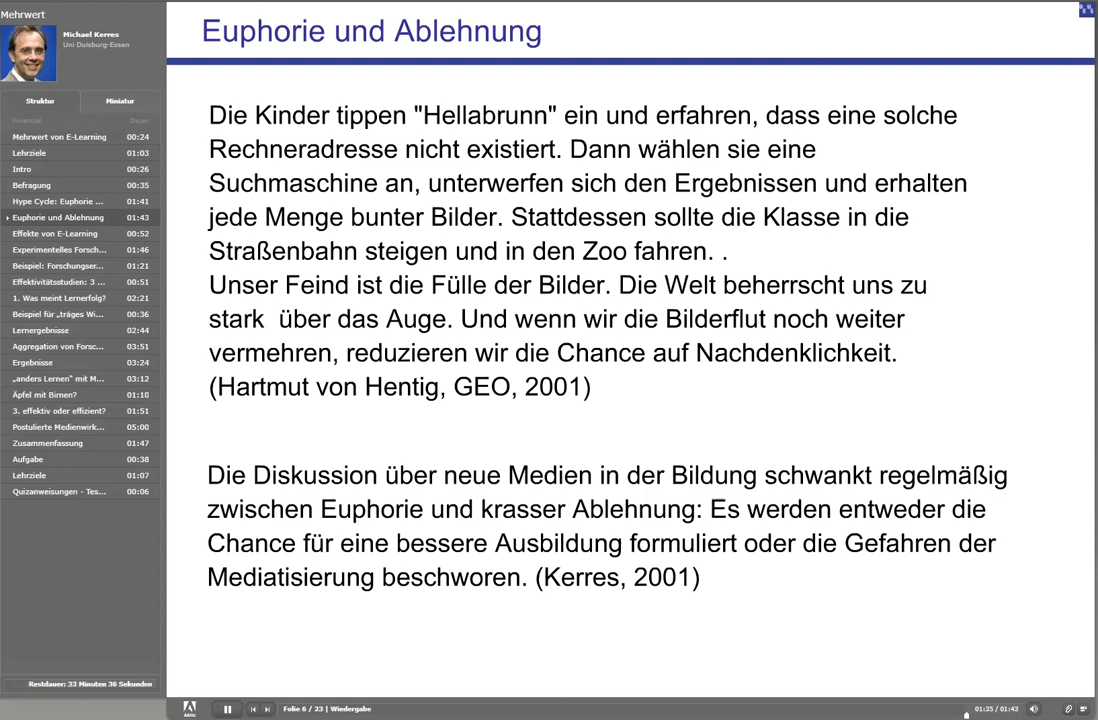 Mehrwert
Michael Kerres
Uni Duisburg-Essen
Struktur Miniatur
Folientitel Dauer
Mehrwert von E-Learning 00:24
Lehrziele 01:03
Intro 00:26
Befragung 00:35
Hype Cycle: Euphorie ... 01:41
Euphorie und Ablehnung 01:43
Effekte von E-Learning 00:52
Experimentelles Forsch... 01:46
Beispiel: Forschungser... 01:21
Effektivitätsstudien: 3 ... 00:51
1. Was meint Lernerfolg? 02:21
Beispiel für „träges Wi... 00:36
Lernergebnisse 02:44
Aggregation von Forsc... 03:51
Ergebnisse 03:24
„anders Lernen“ mit M... 03:12
Äpfel mit Birnen? 01:10
3. effektiv oder effizient? 01:51
Postulierte Medienwirk... 05:00
Zusammenfassung 01:47
Aufgabe 00:38
Lehrziele 01:07
Quizanweisungen - Tes... 00:06
Restdauer: 33 Minuten 36 Sekunden
Euphorie und Ablehnung
Die Kinder tippen "Hellabrunn" ein und erfahren, dass eine solche
Rechneradresse nicht existiert. Dann wählen sie eine
Suchmaschine an, unterwerfen sich den Ergebnissen und erhalten
jede Menge bunter Bilder. Stattdessen sollte die Klasse in die
Straßenbahn steigen und in den Zoo fahren. .
Unser Feind ist die Fülle der Bilder. Die Welt beherrscht uns zu
stark  über das Auge. Und wenn wir die Bilderflut noch weiter
vermehren, reduzieren wir die Chance auf Nachdenklichkeit.
(Hartmut von Hentig, GEO, 2001)
Die Diskussion über neue Medien in der Bildung schwankt regelmäßig
zwischen Euphorie und krasser Ablehnung: Es werden entweder die
Chance für eine bessere Ausbildung formuliert oder die Gefahren der
Mediatisierung beschworen. (Kerres, 2001)
Adobe
Folie 6 / 23 | Wiedergabe
01:35 / 01:43